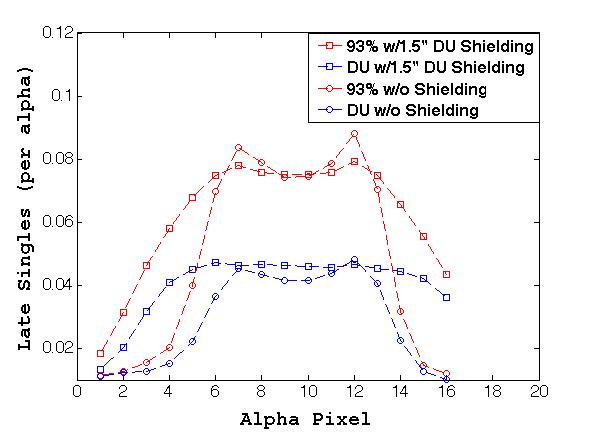 0.12
0.1
0.08
0.06
0.04
0.02
0 2 4 6 8 10 12 14 16 18 20
Late Singles (per alpha)
Alpha Pixel
93% w/1.5" DU Shielding
DU w/1.5" DU Shielding
93% w/o Shielding
DU w/o Shielding